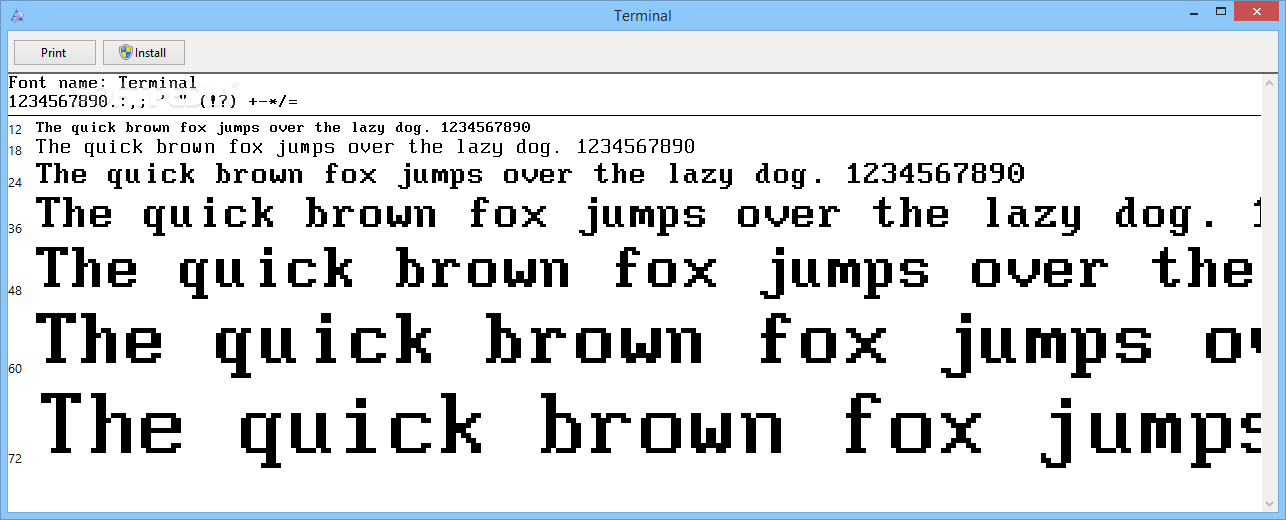 Terminal
Print Install
Font name: Terminal
1234567890.:,; ' " (!?) +-*/=
12 The quick brown fox jumps over the lazy dog. 1234567890
18 The quick brown fox jumps over the lazy dog. 1234567890
24 The quick brown fox jumps over the lazy dog. 1234567890
36 The quick brown fox jumps over the lazy dog. 1
48 The quick brown fox jumps over the
60 The quick brown fox jumps ov
72 The quick brown fox jumps